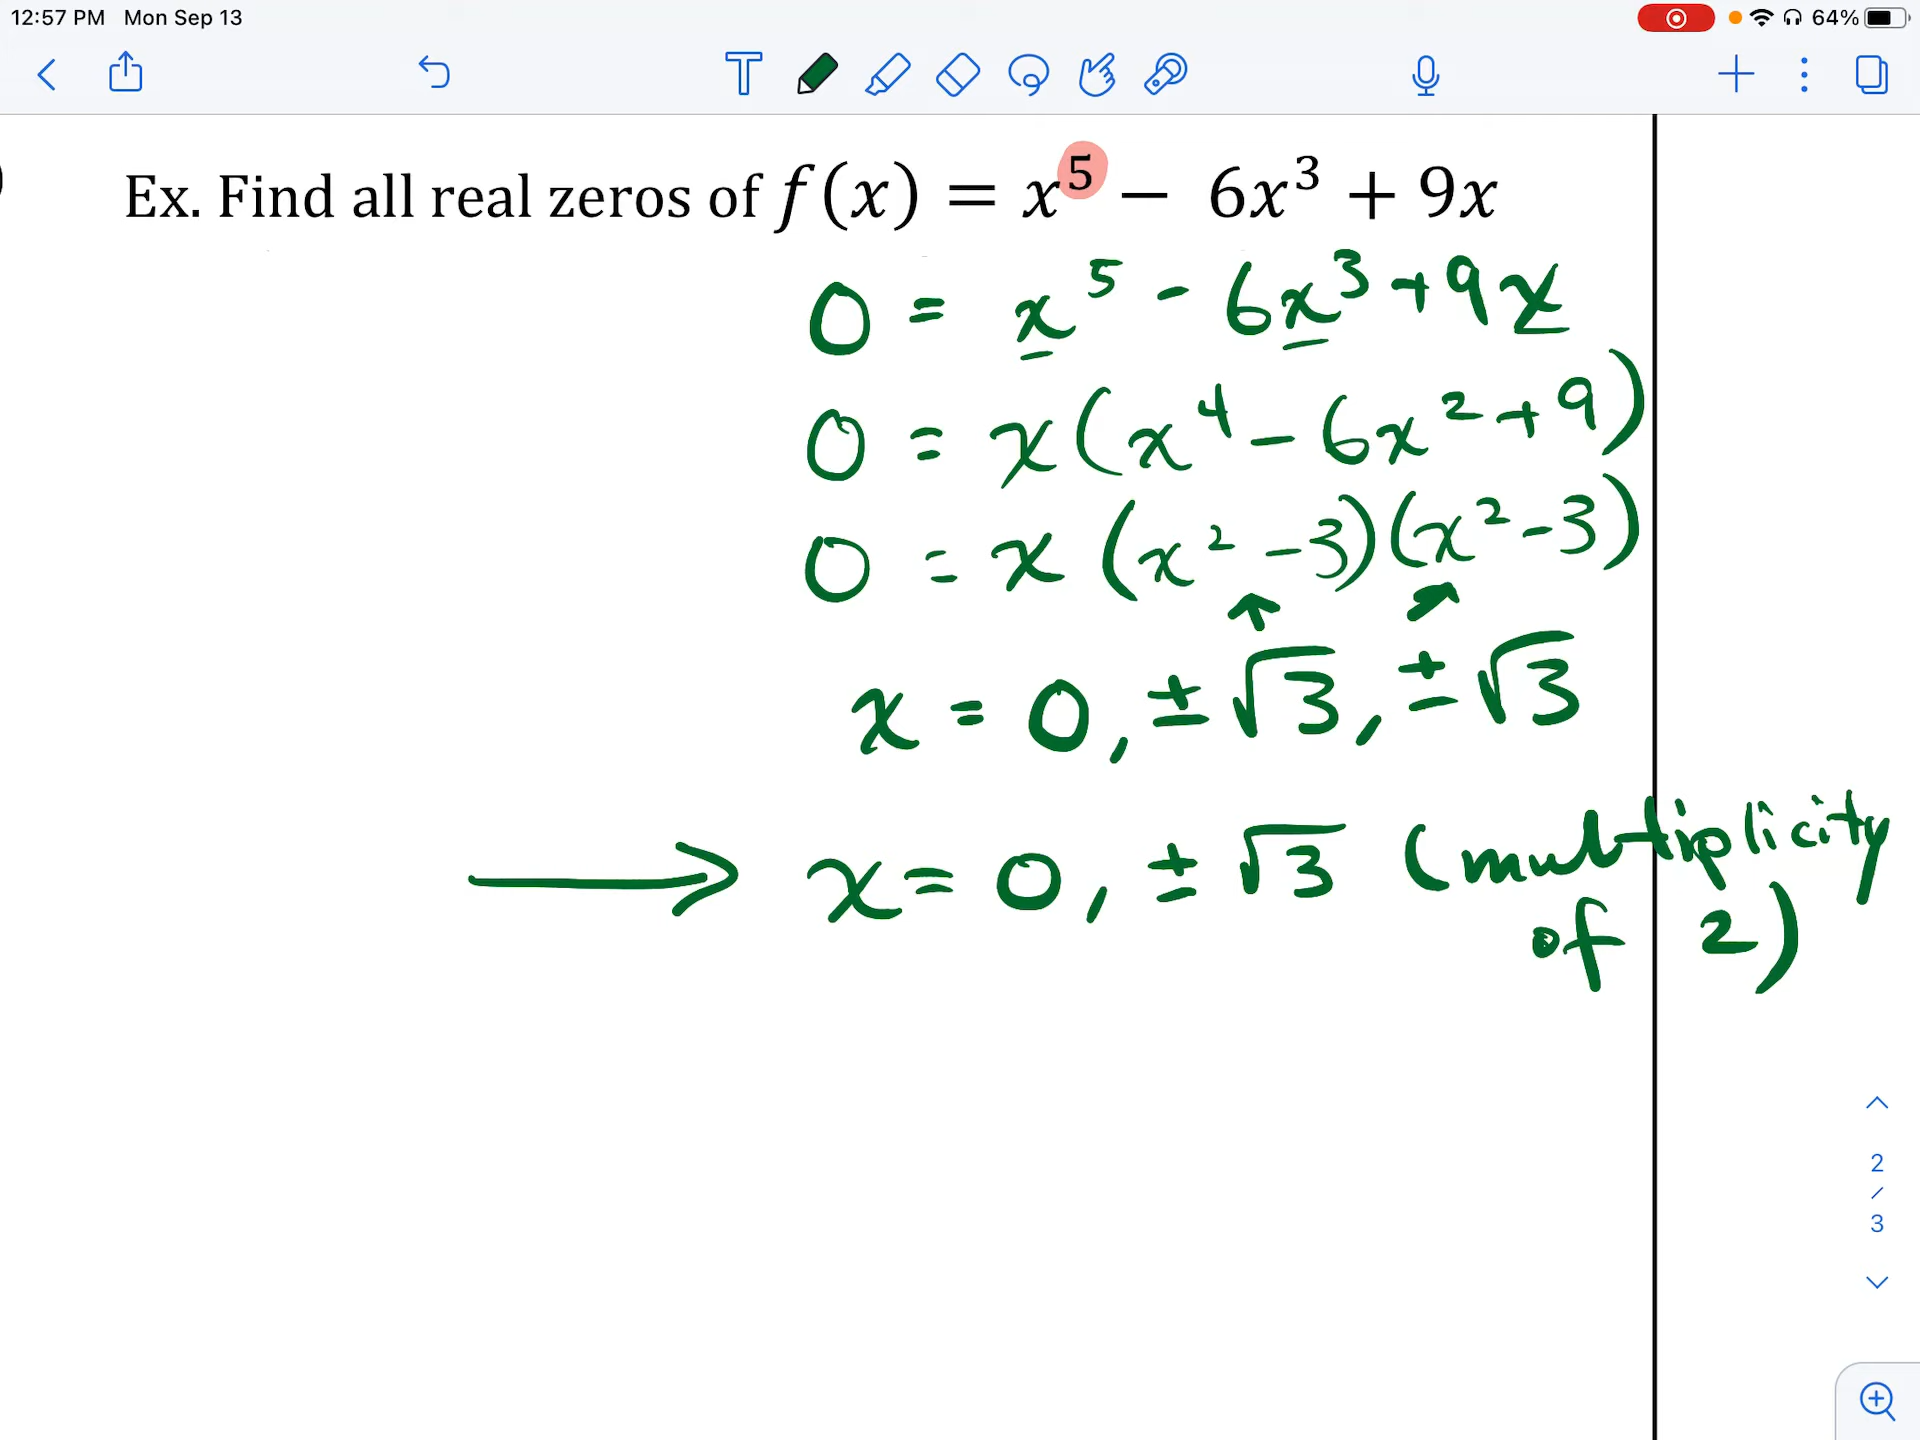 12:57 PM Mon Sep 13
64%
T
Ex. Find all real zeros of f(x) = x⁵ − 6x³ + 9x
0 = x⁵ - 6x³ + 9x
0 = x(x⁴ - 6x² + 9)
0 = x(x² - 3)(x² - 3)
x = 0, ± √3, ± √3
x = 0, ± √3 (multiplicity
of 2)
2
/
3